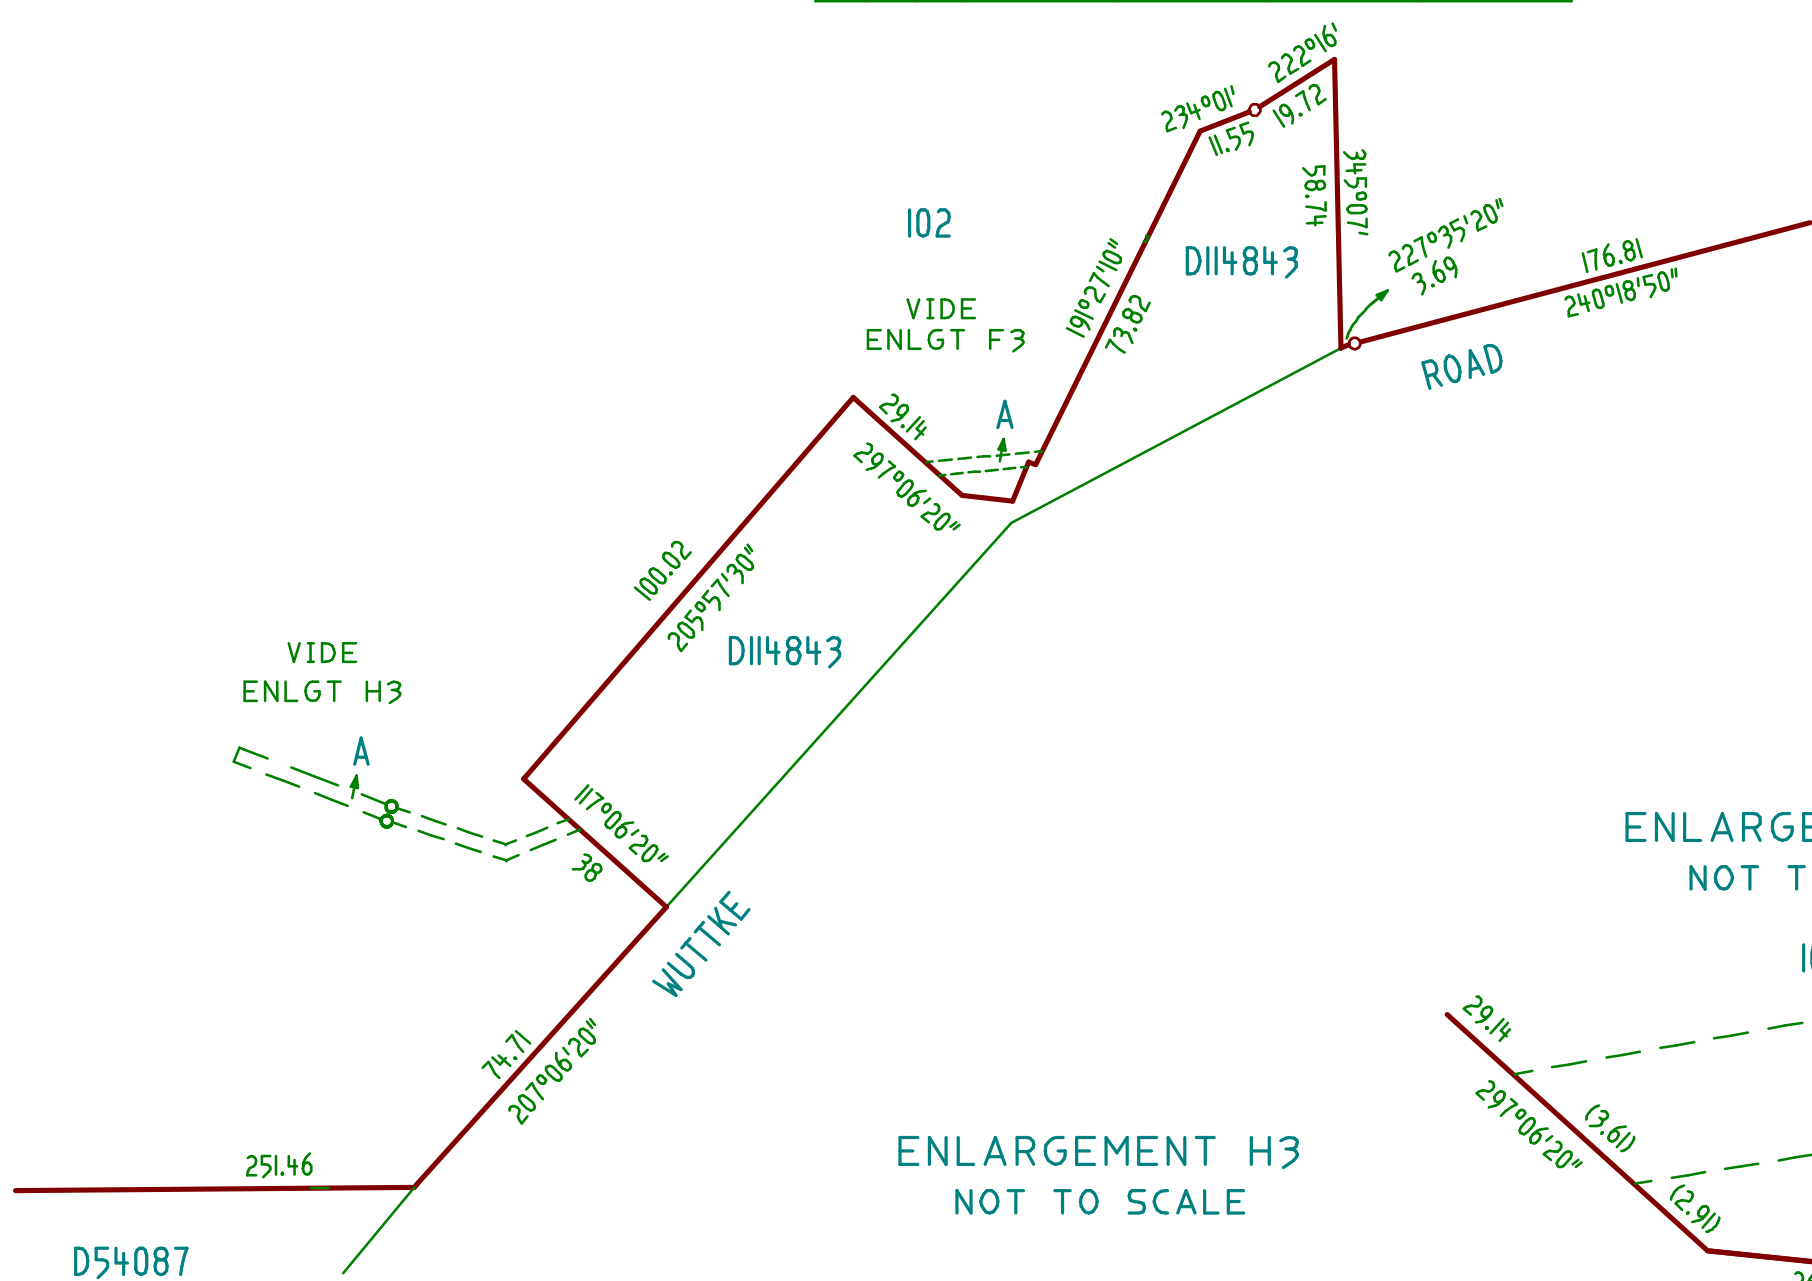 222°16'
234°01'
19.72
11.55
345°07'
58.74
102
D114843
227°35'20"
3.69
176.81
240°18'50"
191°27'10"
73.82
VIDE
ENLGT F3
ROAD
A
29.14
297°06'20"
100.02
205°57'30"
D114843
VIDE
ENLGT H3
A
117°06'20"
38
WUTTKE
NOT T
29.14
297°06'20"
(3.61)
(2.91)
74.71
207°06'20"
251.46
ENLARGEMENT H3
NOT TO SCALE
D54087